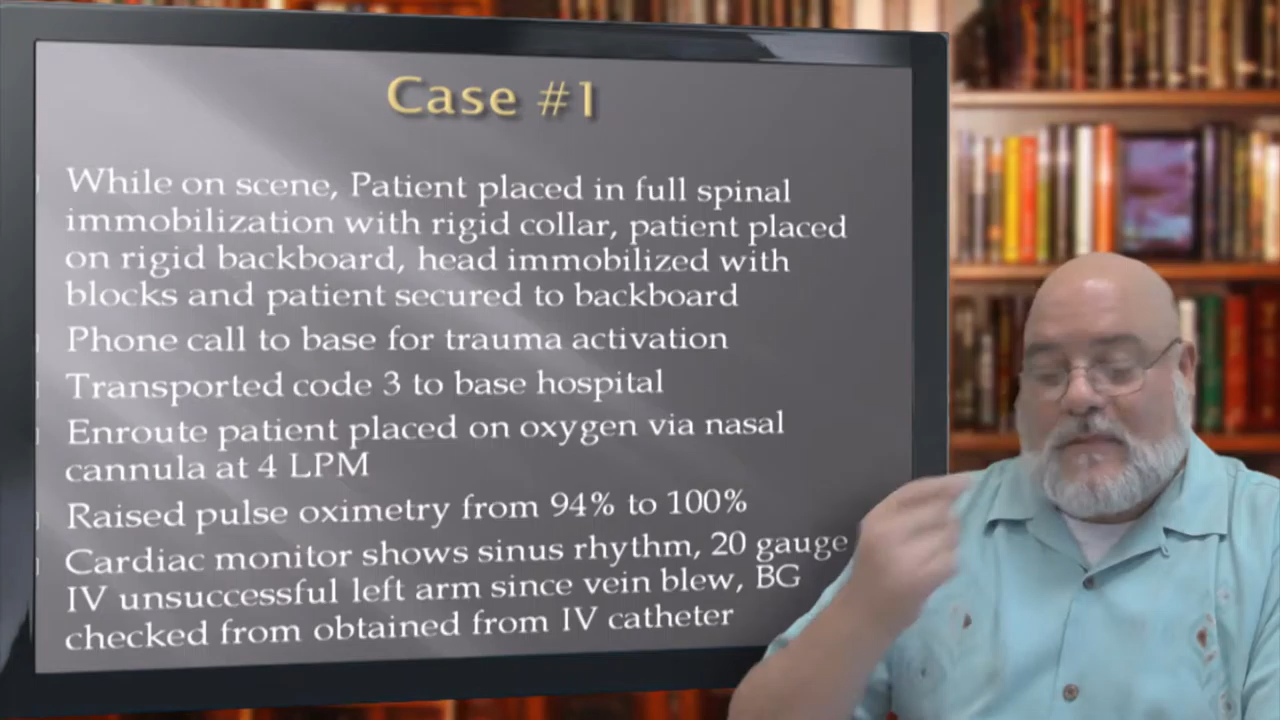 Case #1
While on scene, Patient placed in full spinal
immobilization with rigid collar, patient placed
on rigid backboard, head immobilized with
blocks and patient secured to backboard
Phone call to base for trauma activation
Transported code 3 to base hospital
Enroute patient placed on oxygen via nasal
cannula at 4 LPM
Raised pulse oximetry from 94% to 100%
Cardiac monitor shows sinus rhythm, 20 gauge
IV unsuccessful left arm since vein blew, BG
checked from obtained from IV catheter